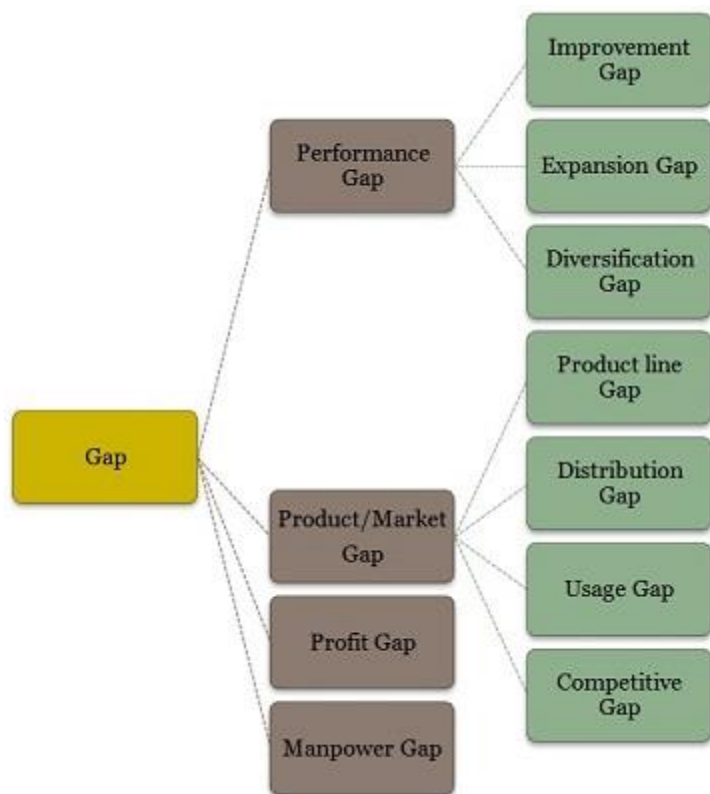 Gap
Performance
Gap
Product/Market
Gap
Profit Gap
Manpower Gap
Improvement
Gap
Expansion Gap
Diversification
Gap
Product line
Gap
Distribution
Gap
Usage Gap
Competitive
Gap